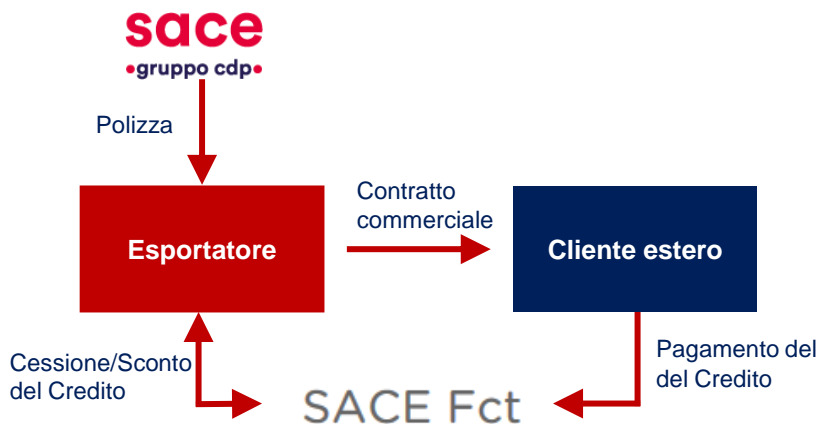 sace
•gruppo cdp•
Polizza
Contratto
commerciale
Esportatore
Cliente estero
Cessione/Sconto
del Credito
Pagamento del
del Credito
SACE Fct